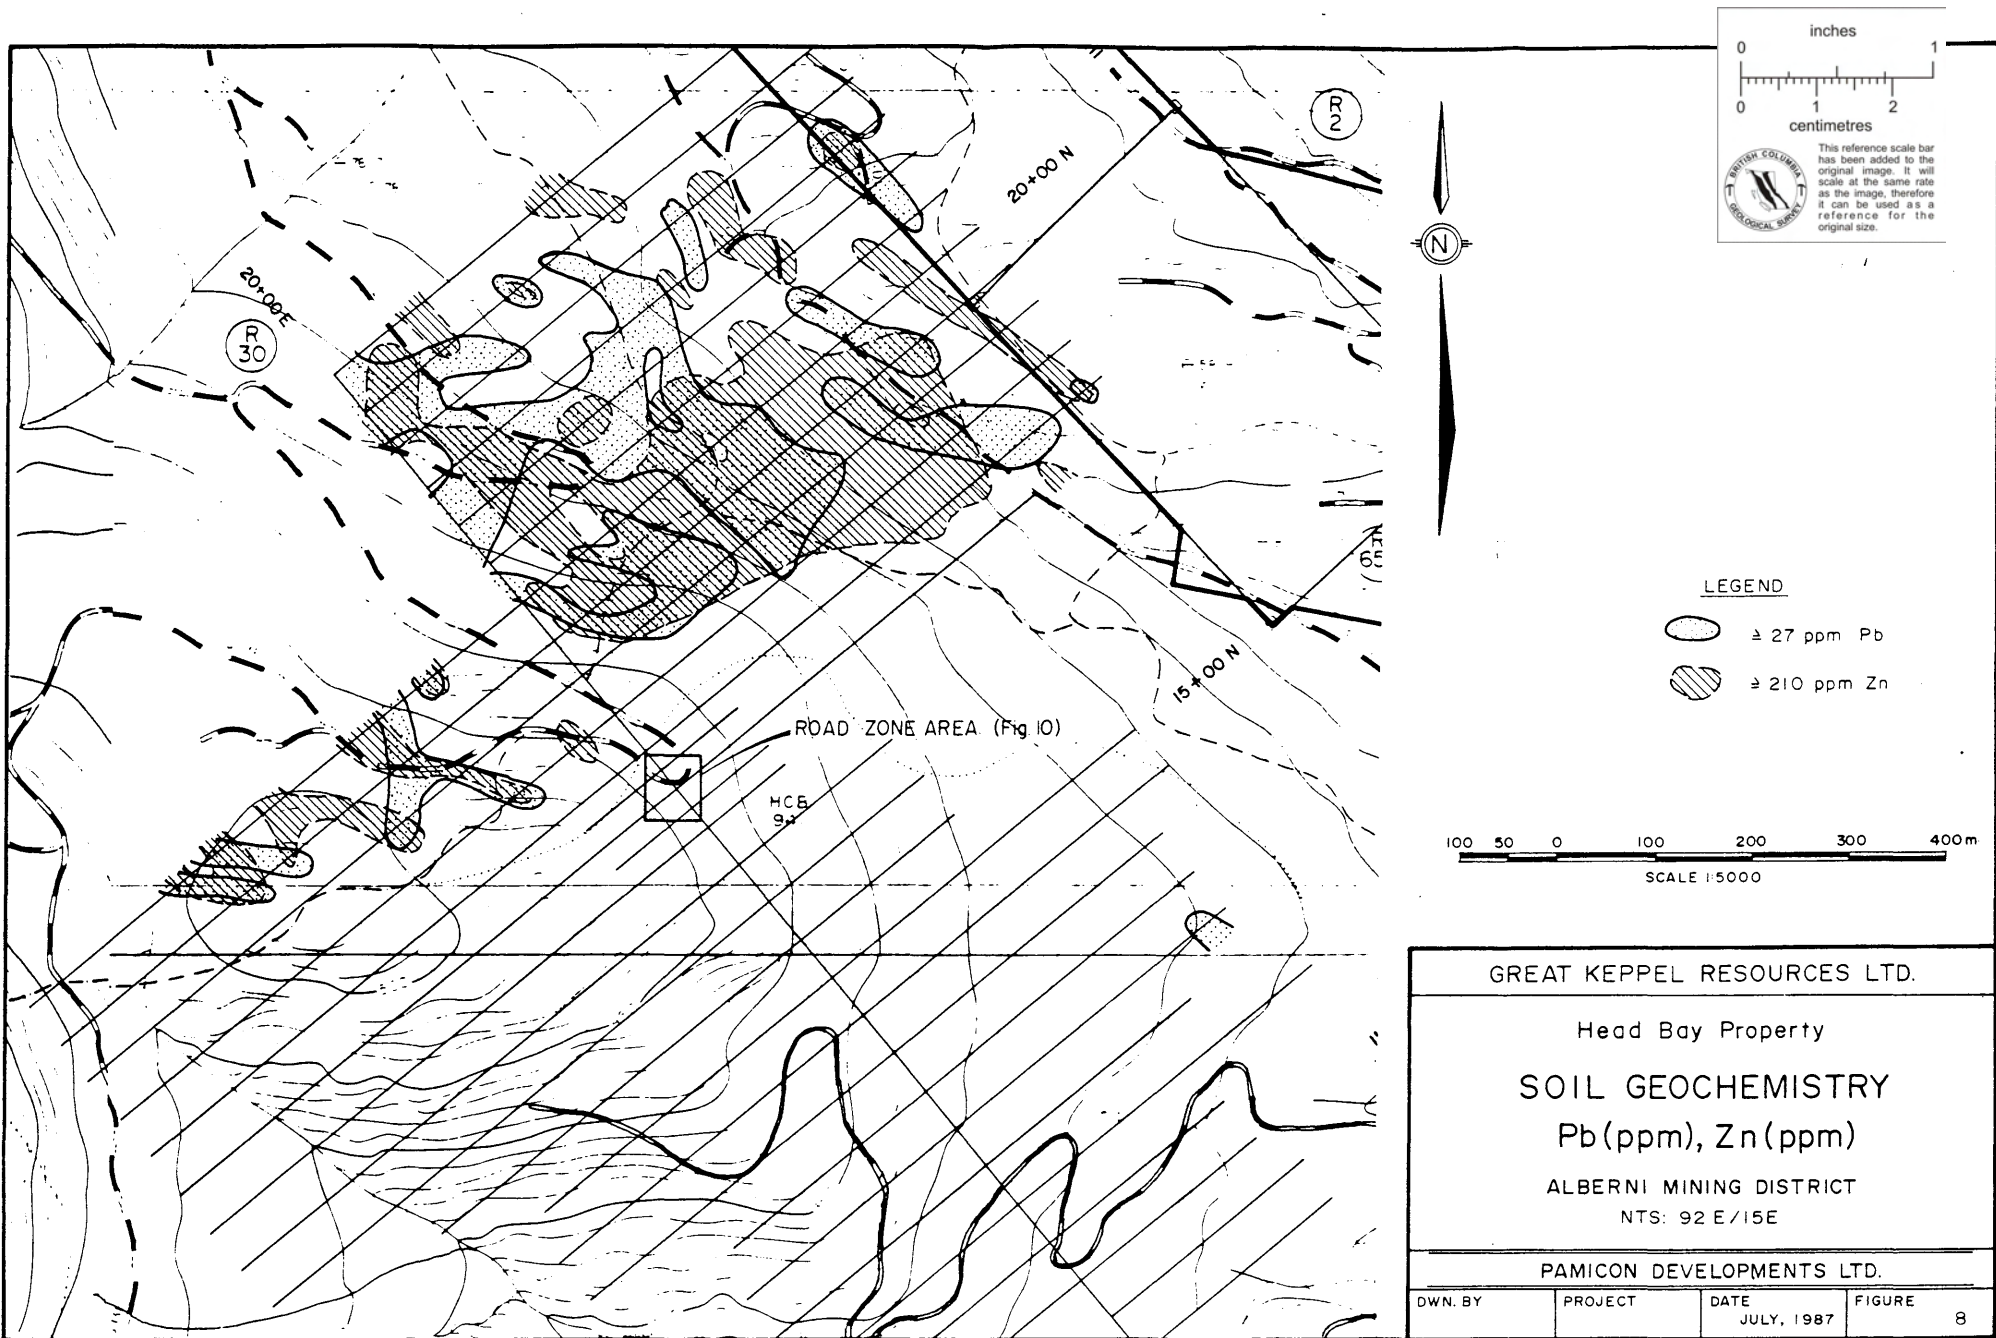 inches
0 1
0 1 2
centimetres
This reference scale bar
has been added to the
original image. It will
scale at the same rate
as the image, therefore
it can be used as a
reference for the
original size.
BRITISH COLUMBIA
GEOLOGICAL SURVEY
R
2
20+00 N
N
20+00E
R
30
65
LEGEND
≥ 27 ppm Pb
≥ 210 ppm Zn
15+00 N
ROAD ZONE AREA (Fig. 10)
100 50 0 100 200 300 400m
SCALE 1:5000
GREAT KEPPEL RESOURCES LTD.
Head Bay Property
SOIL GEOCHEMISTRY
Pb(ppm), Zn(ppm)
ALBERNI MINING DISTRICT
NTS: 92 E/15E
PAMICON DEVELOPMENTS LTD.
DWN. BY PROJECT DATE FIGURE
JULY, 1987 8